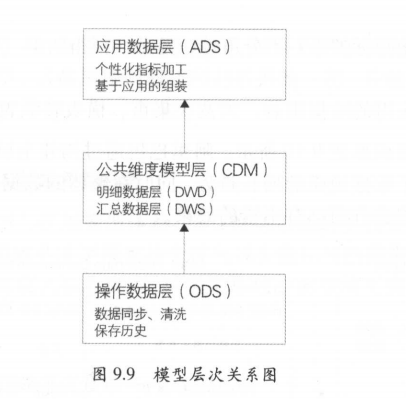 应用数据层（ADS）
个性化指标加工
基于应用的组装
公共维度模型层（CDM）
明细数据层（DWD）
汇总数据层（DWS）
操作数据层（ODS）
数据同步、清洗
保存历史
图 9.9 模型层次关系图